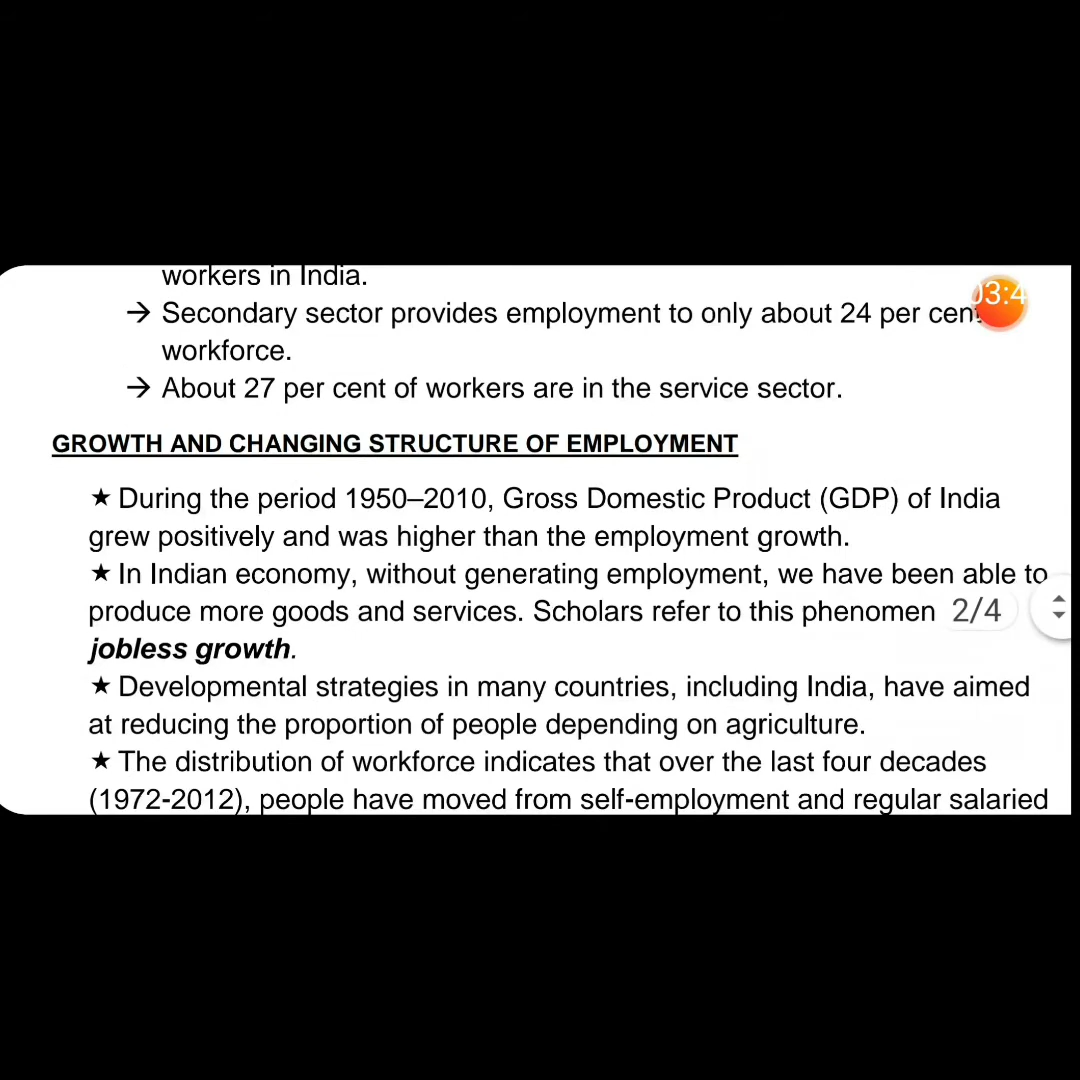 workers in India.
→ Secondary sector provides employment to only about 24 per cent
workforce.
→ About 27 per cent of workers are in the service sector.
GROWTH AND CHANGING STRUCTURE OF EMPLOYMENT
★ During the period 1950–2010, Gross Domestic Product (GDP) of India
grew positively and was higher than the employment growth.
★ In Indian economy, without generating employment, we have been able to
produce more goods and services. Scholars refer to this phenomen
2/4
jobless growth.
★ Developmental strategies in many countries, including India, have aimed
at reducing the proportion of people depending on agriculture.
★ The distribution of workforce indicates that over the last four decades
(1972-2012), people have moved from self-employment and regular salaried